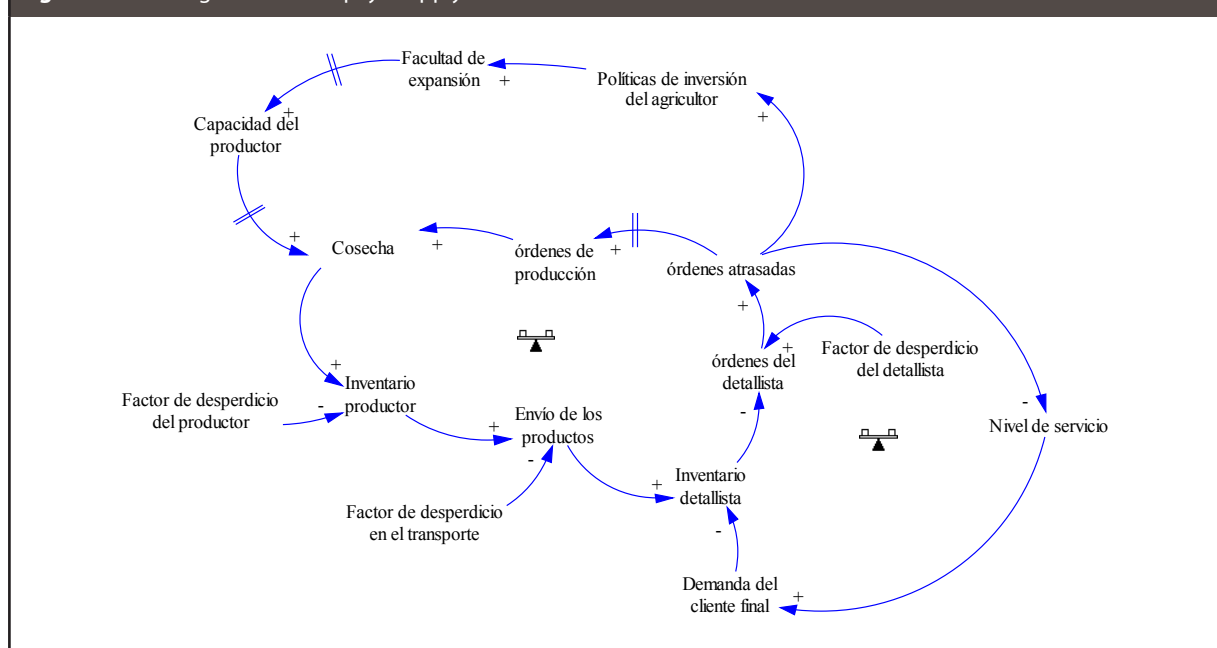 Facultad de
expansión
+
Políticas de inversión
del agricultor
+
+
Capacidad del
productor
+
Cosecha
+
órdenes de
producción
+
órdenes atrasadas
+
+
órdenes del
detallista
Factor de desperdicio
del detallista
+
Inventario
productor
Factor de desperdicio
del productor
-
-
-
Nivel de servicio
Envío de los
productos
+
-
Inventario
detallista
+
Factor de desperdicio
en el transporte
-
Demanda del
cliente final
+